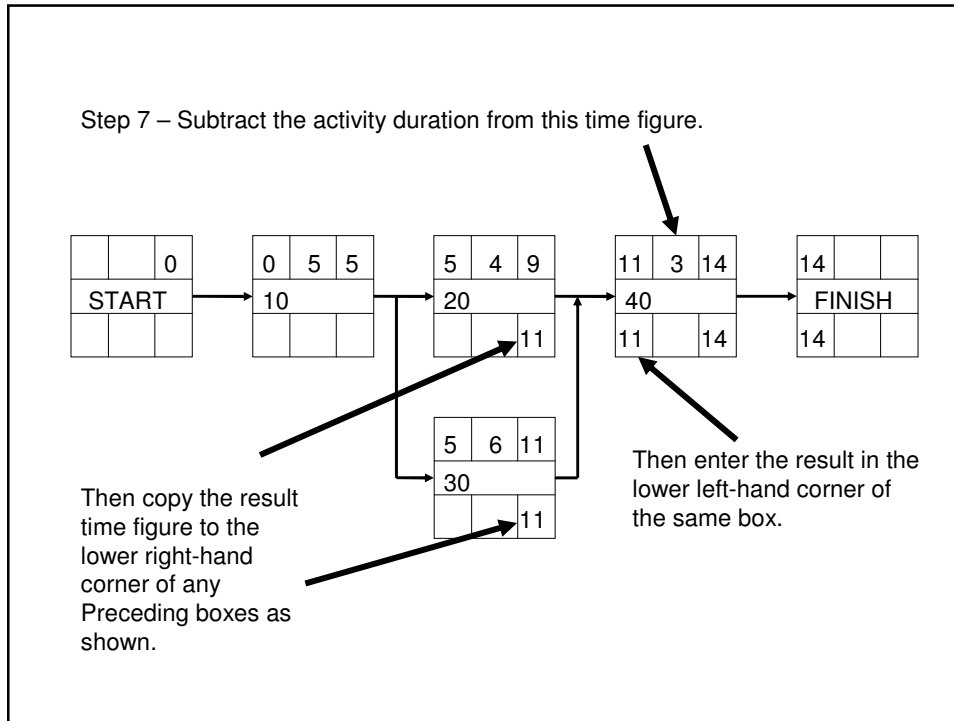 Step 7 – Subtract the activity duration from this time figure.
0
START
0 5 5
10
5 4 9
20
11
11 3 14
40
11 14
14
FINISH
14
5 6 11
30
11
Then copy the result
time figure to the
lower right-hand
corner of any
Preceding boxes as
shown.
Then enter the result in the
lower left-hand corner of
the same box.